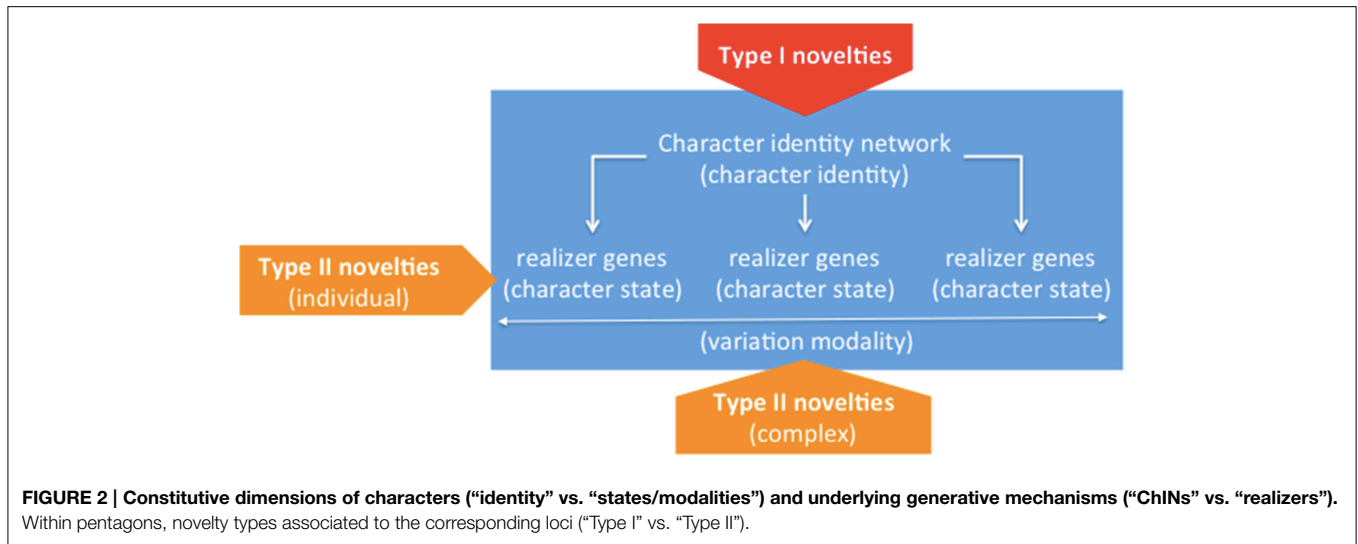 Type I novelties
Character identity network
(character identity)
realizer genes
(character state)
realizer genes
(character state)
realizer genes
(character state)
Type II novelties
(individual)
(variation modality)
Type II novelties
(complex)
FIGURE 2 | Constitutive dimensions of characters (“identity” vs. “states/modalities”) and underlying generative mechanisms (“ChINs” vs. “realizers”).
Within pentagons, novelty types associated to the corresponding loci (“Type I” vs. “Type II”).